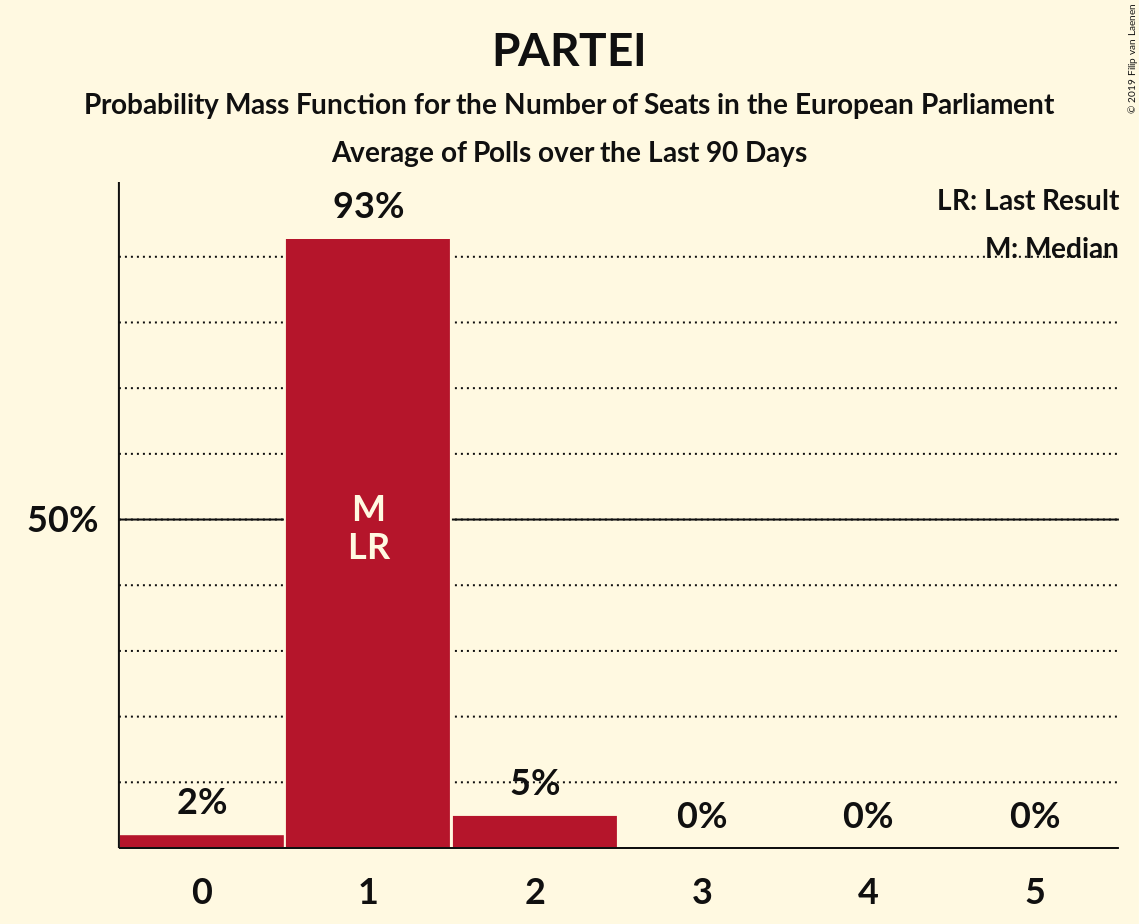 PARTEI
Probability Mass Function for the Number of Seats in the European Parliament
Average of Polls over the Last 90 Days
© 2019 Filip van Laenen
LR: Last Result
M: Median
93%
50%
M
LR
2%
5%
0%
0%
0%
0
1
2
3
4
5